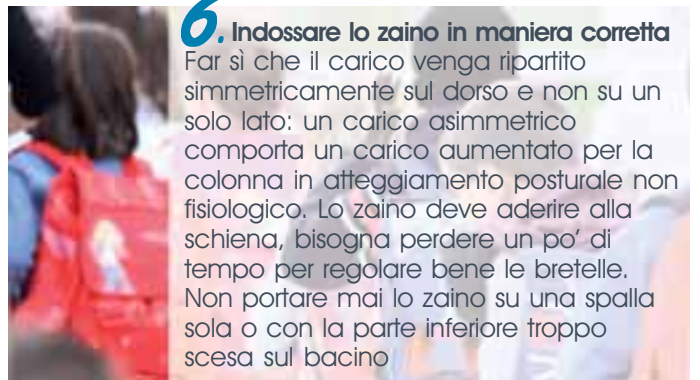 6. Indossare lo zaino in maniera corretta
Far sì che il carico venga ripartito
simmetricamente sul dorso e non su un
solo lato: un carico asimmetrico
comporta un carico aumentato per la
colonna in atteggiamento posturale non
fisiologico. Lo zaino deve aderire alla
schiena, bisogna perdere un po’ di
tempo per regolare bene le bretelle.
Non portare mai lo zaino su una spalla
sola o con la parte inferiore troppo
scesa sul bacino